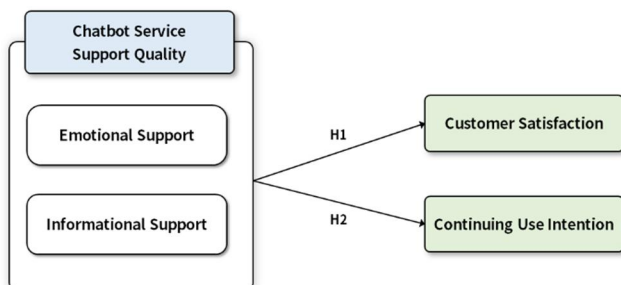 Chatbot Service
Support Quality
Emotional Support
Informational Support
H1
H2
Customer Satisfaction
Continuing Use Intention